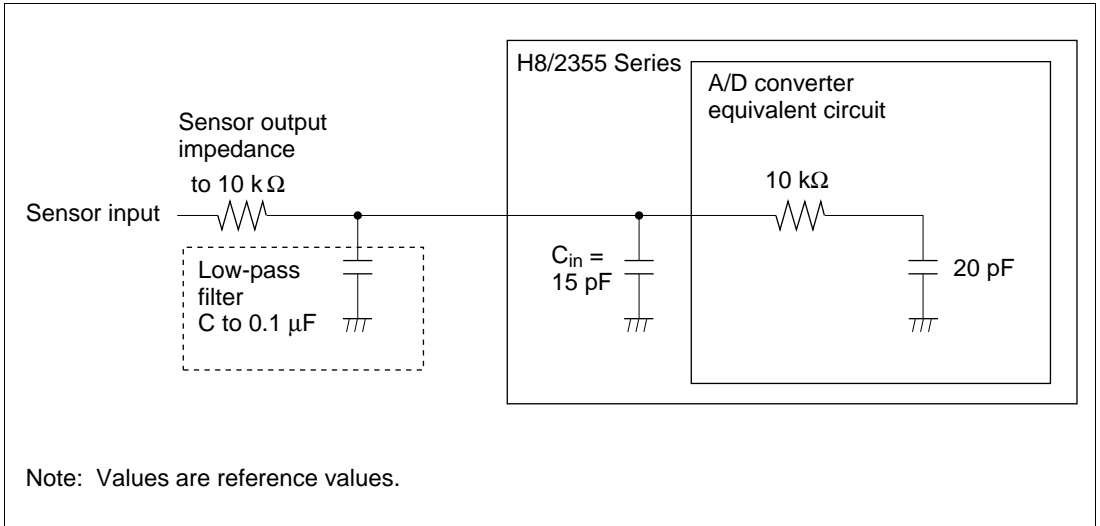 H8/2355 Series
A/D converter
equivalent circuit
Sensor output
impedance
to 10 kΩ
10 kΩ
Sensor input
Low-pass
filter
C to 0.1 μF
Cin =
15 pF
20 pF
Note: Values are reference values.